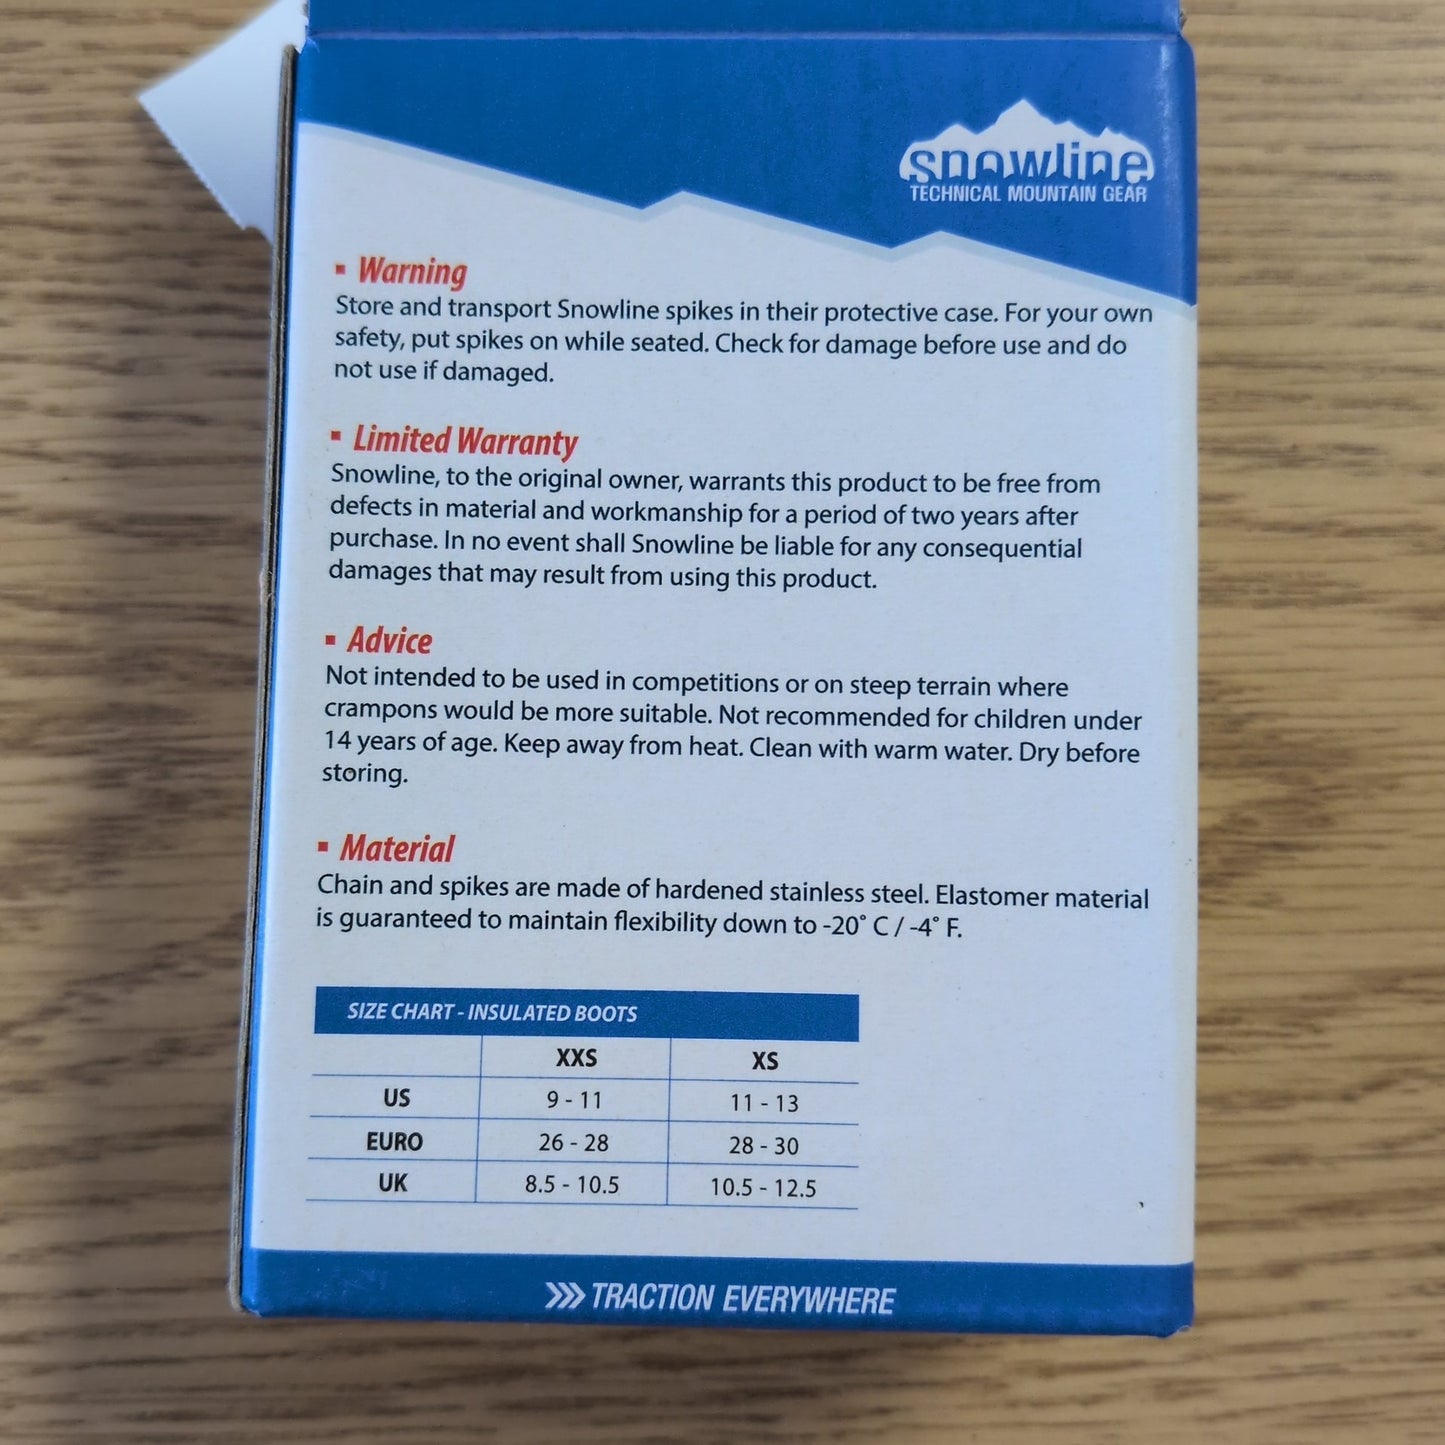 snowline
TECHNICAL MOUNTAIN GEAR
▪ Warning
Store and transport Snowline spikes in their protective case. For your own
safety, put spikes on while seated. Check for damage before use and do
not use if damaged.
▪ Limited Warranty
Snowline, to the original owner, warrants this product to be free from
defects in material and workmanship for a period of two years after
purchase. In no event shall Snowline be liable for any consequential
damages that may result from using this product.
▪ Advice
Not intended to be used in competitions or on steep terrain where
crampons would be more suitable. Not recommended for children under
14 years of age. Keep away from heat. Clean with warm water. Dry before
storing.
▪ Material
Chain and spikes are made of hardened stainless steel. Elastomer material
is guaranteed to maintain flexibility down to -20˚ C / -4˚ F.
SIZE CHART - INSULATED BOOTS
XXS XS
US 9 - 11 11 - 13
EURO 26 - 28 28 - 30
UK 8.5 - 10.5 10.5 - 12.5
TRACTION EVERYWHERE